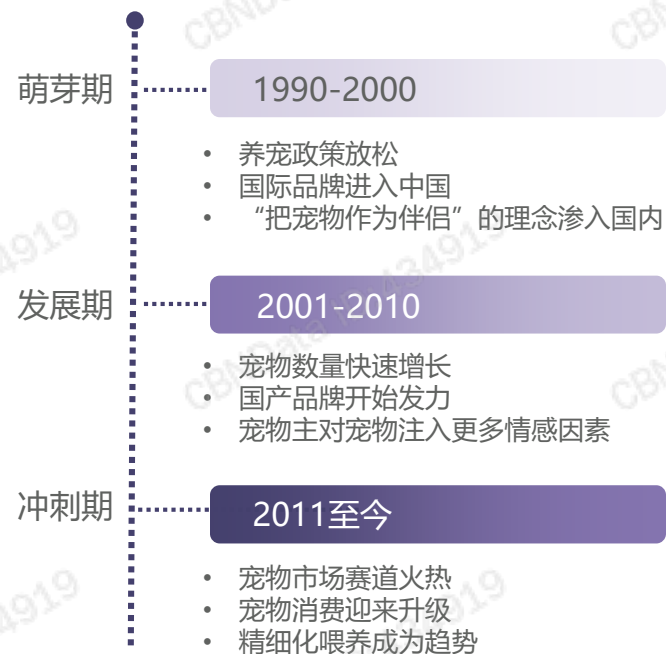 萌芽期
1990-2000
• 养宠政策放松
• 国际品牌进入中国
• “把宠物作为伴侣”的理念渗入国内
发展期
2001-2010
• 宠物数量快速增长
• 国产品牌开始发力
• 宠物主对宠物注入更多情感因素
冲刺期
2011至今
• 宠物市场赛道火热
• 宠物消费迎来升级
• 精细化喂养成为趋势
CBNData ID:434919